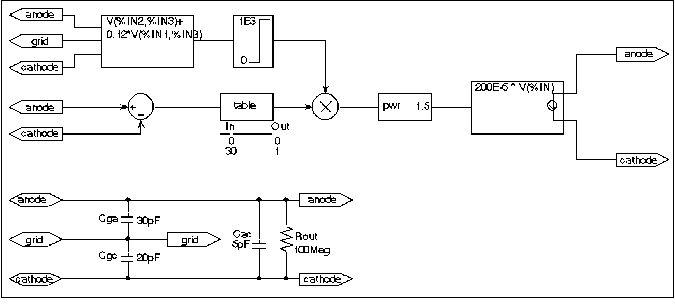 anode
grid
cathode
V(%IN2,%IN3)+
0.12*V(%IN1,%IN3)
1E3
0
anode
cathode
+
-
table
In Out
0 0
30 1
pwr 1.5
200E-5* V(%IN)
anode
cathode
anode
Cga 30pF
grid
grid
Cgc 20pF
cathode
Cac
5pF
Rout
100Meg
anode
cathode